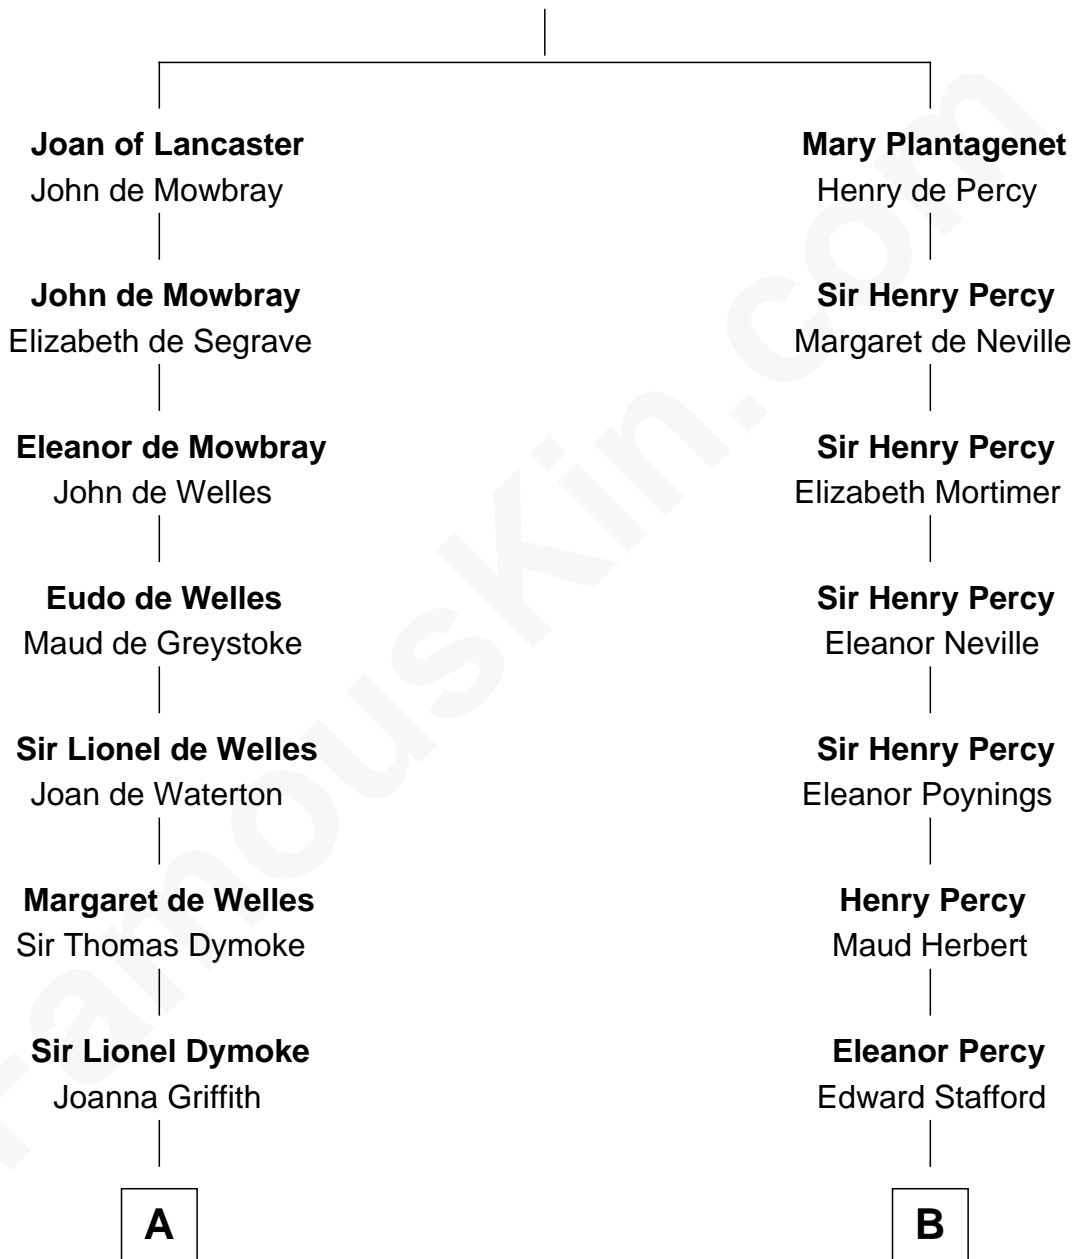 Joan of Lancaster
John de Mowbray
John de Mowbray
Elizabeth de Segrave
Eleanor de Mowbray
John de Welles
Eudo de Welles
Maud de Greystoke
Sir Lionel de Welles
Joan de Waterton
Margaret de Welles
Sir Thomas Dymoke
Sir Lionel Dymoke
Joanna Griffith
A
Mary Plantagenet
Henry de Percy
Sir Henry Percy
Margaret de Neville
Sir Henry Percy
Elizabeth Mortimer
Sir Henry Percy
Eleanor Neville
Sir Henry Percy
Eleanor Poynings
Henry Percy
Maud Herbert
Eleanor Percy
Edward Stafford
B
FamousKin.com